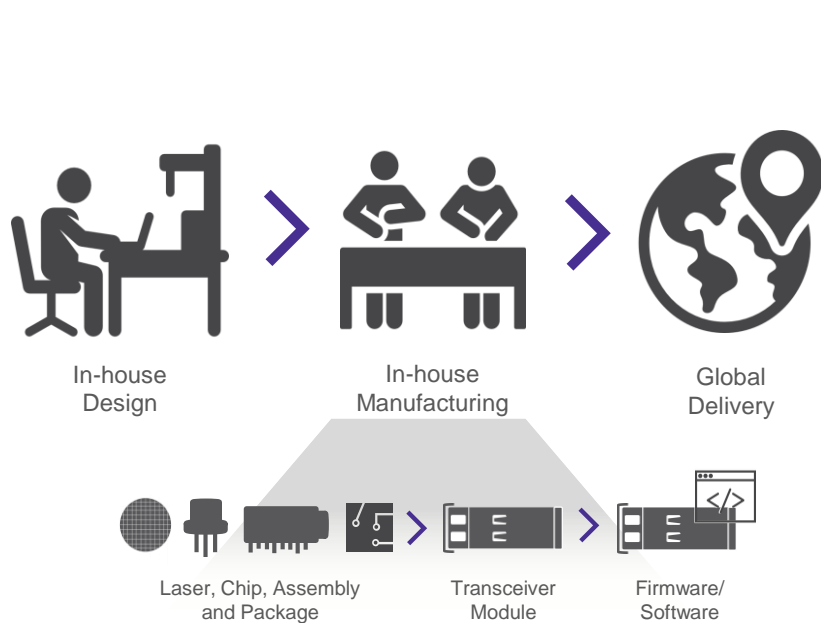 In-house
Design
In-house
Manufacturing
Global
Delivery
</>
Laser, Chip, Assembly
and Package
Transceiver
Module
Firmware/
Software